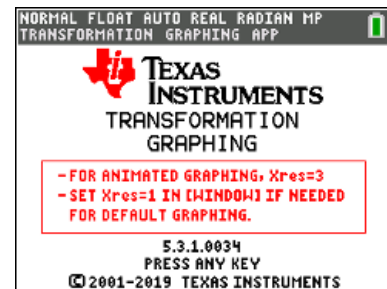 NORMAL FLOAT AUTO REAL RADIAN MP
TRANSFORMATION GRAPHING APP
TEXAS
INSTRUMENTS
TRANSFORMATION
GRAPHING
-FOR ANIMATED GRAPHING, Xres=3
-SET Xres=1 IN [WINDOW] IF NEEDED
FOR DEFAULT GRAPHING.
5.3.1.0034
PRESS ANY KEY
©2001-2019 TEXAS INSTRUMENTS